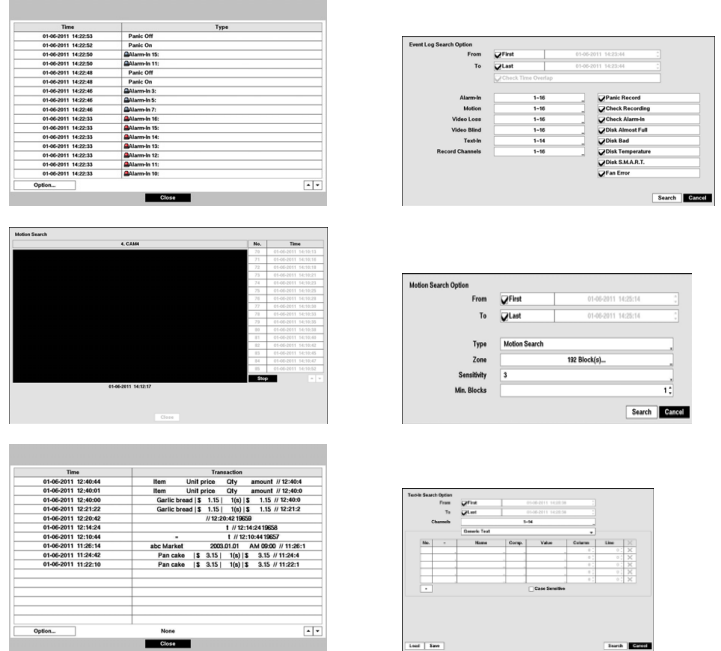 Time Type
01-06-2011 14:22:53 Panic Off
01-06-2011 14:22:52 Panic On
01-06-2011 14:22:50 Alarm-In 15:
01-06-2011 14:22:50 Alarm-In 11:
01-06-2011 14:22:48 Panic Off
01-06-2011 14:22:48 Panic On
01-06-2011 14:22:46 Alarm-In 3:
01-06-2011 14:22:46 Alarm-In 5:
01-06-2011 14:22:46 Alarm-In 7:
01-06-2011 14:22:33 Alarm-In 16:
01-06-2011 14:22:33 Alarm-In 15:
01-06-2011 14:22:33 Alarm-In 14:
01-06-2011 14:22:33 Alarm-In 13:
01-06-2011 14:22:33 Alarm-In 12:
01-06-2011 14:22:33 Alarm-In 11:
01-06-2011 14:22:33 Alarm-In 10:
Option...
Close
Event Log Search Option
From First 01-06-2011 14:23:44
To Last 01-06-2011 14:23:44
Check Time Overlap
Alarm-in 1~16 Panic Record
Motion 1~16 Check Recording
Video Loss 1~16 Check Alarm-In
Video Blind 1~16 Disk Almost Full
Text-In 1~14 Disk Bad
Record Channels 1~16 Disk Temperature
Disk S.M.A.R.T.
Fan Error
Search Cancel
Motion Search
4. CAM4 No. Time
Stop
01-06-2011 14:12:17
Close
Motion Search Option
From First 01-06-2011 14:25:14
To Last 01-06-2011 14:25:14
Type Motion Search
Zone 192 Block(s)...
Sensitivity 3
Min. Blocks 1
Search Cancel
Time Transaction
01-06-2011 12:40:44 Item Unit price Qty amount // 12:40:4
01-06-2011 12:40:01 Item Unit price Qty amount // 12:40:0
01-06-2011 12:40:00 Garlic bread | $ 1.15 | 1(s) | $ 1.15 // 12:40:0
01-06-2011 12:21:22 Garlic bread | $ 1.15 | 1(s) | $ 1.15 // 12:21:2
01-06-2011 12:20:42 // 12:20:42 19659
01-06-2011 12:14:24 t // 12:14:24 19658
01-06-2011 12:10:44 = t // 12:10:44 19657
01-06-2011 11:26:14 abc Market 2003.01.01 AM 09:00 // 11:26:1
01-06-2011 11:24:42 Pan cake | $ 3.15 | 1(s) | $ 3.15 // 11:24:4
01-06-2011 11:22:10 Pan cake | $ 3.15 | 1(s) | $ 3.15 // 11:22:1
Option... None
Close
Text-In Search Option
From First
To Last
Channels 1~14
Generic Text
No. Name Comp. Value Column Line
+ Case Sensitive
Load Save Search Cancel